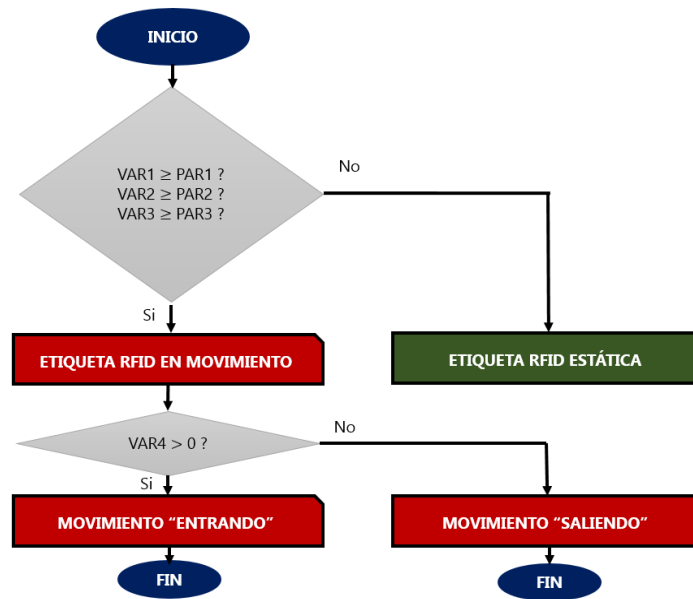 INICIO
VAR1 ≥ PAR1 ?
VAR2 ≥ PAR2 ?
VAR3 ≥ PAR3 ?
No
Si
ETIQUETA RFID EN MOVIMIENTO
ETIQUETA RFID ESTÁTICA
VAR4 > 0 ?
No
Si
MOVIMIENTO “ENTRANDO”
MOVIMIENTO “SALIENDO”
FIN
FIN